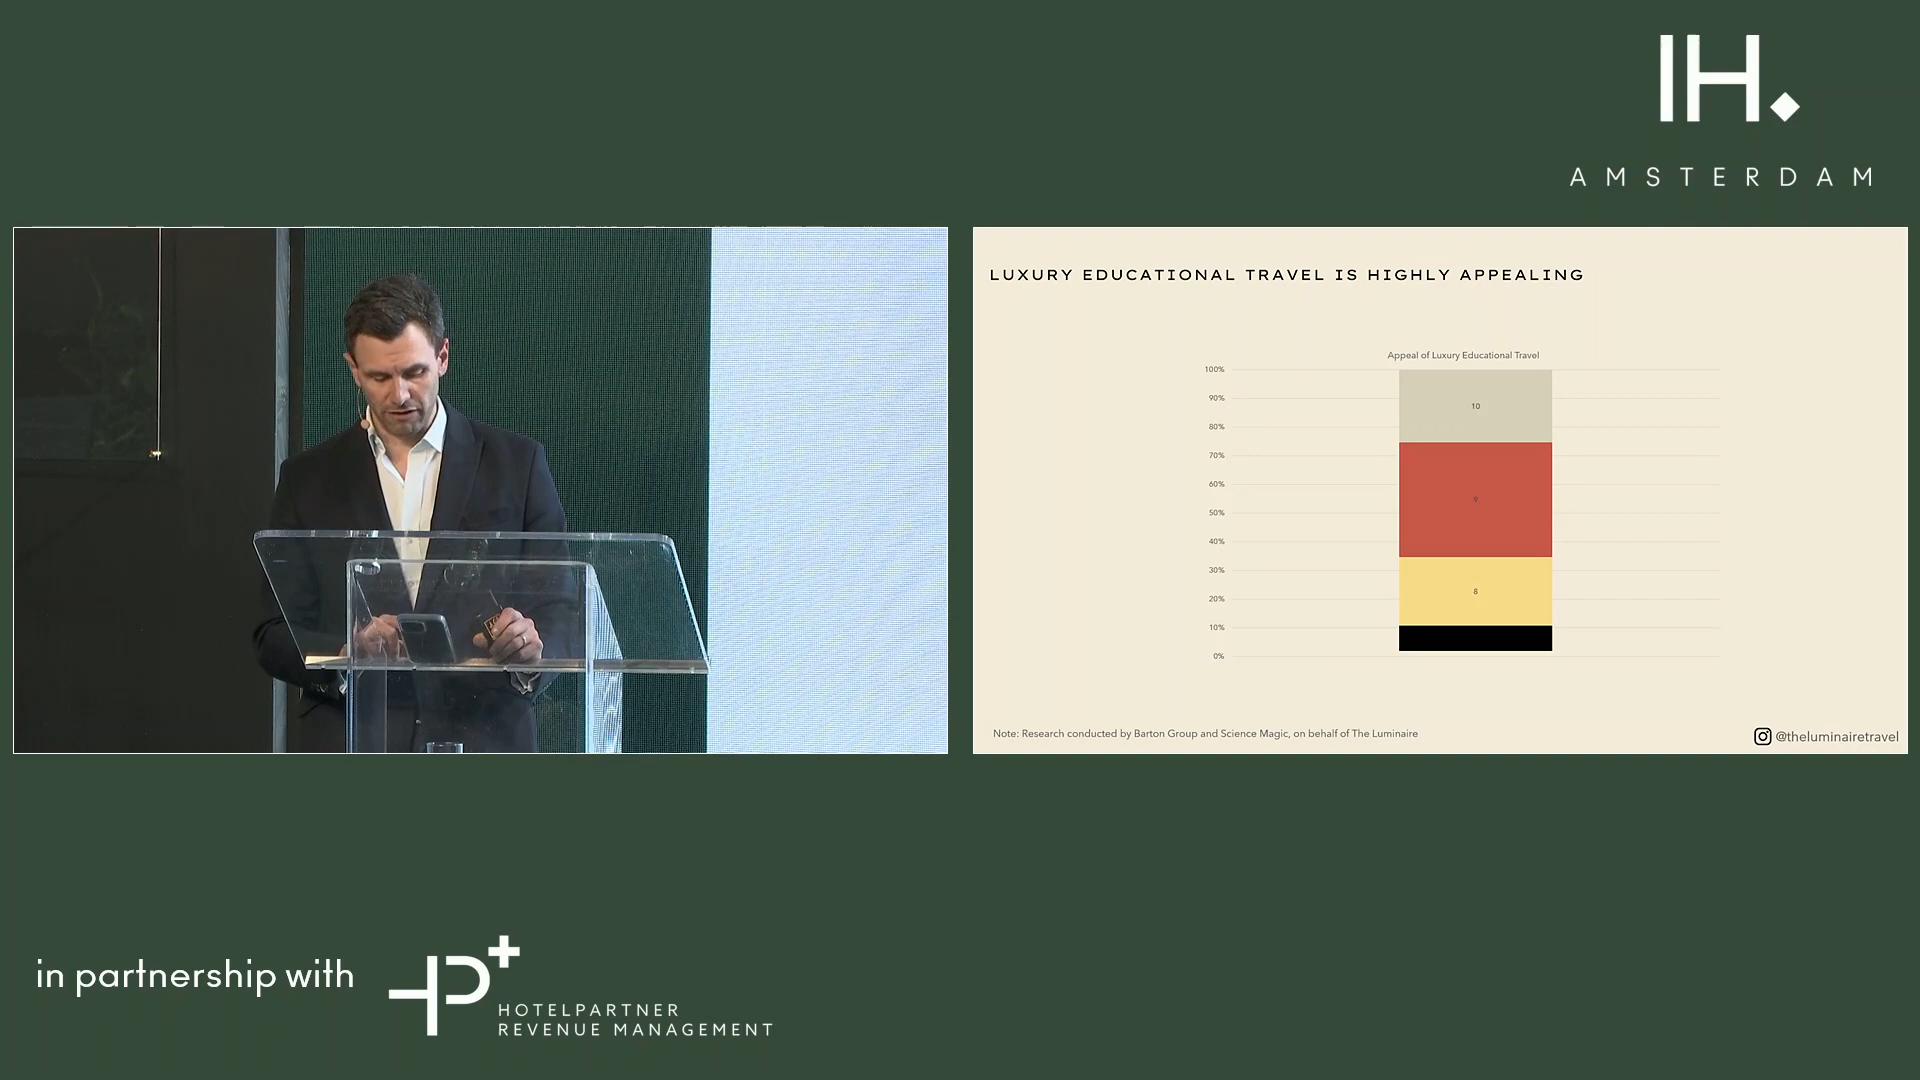 IH.
AMSTERDAM
LUXURY EDUCATIONAL TRAVEL IS HIGHLY APPEALING
Appeal of Luxury Educational Travel
100%
90%
80%
70%
60%
50%
40%
30%
20%
10%
0%
10
9
8
Note: Research conducted by Barton Group and Science Magic, on behalf of The Luminaire
@theluminairetravel
in partnership with
HP+
HOTELPARTNER
REVENUE MANAGEMENT